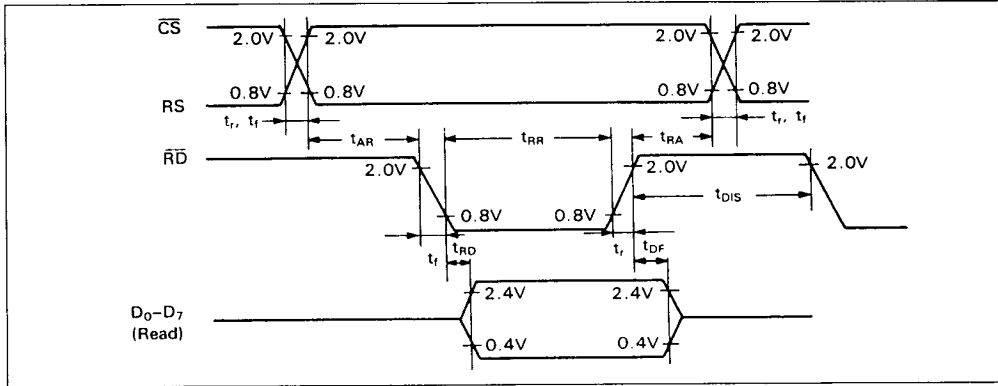 C̅S̅
2.0V 2.0V 2.0V 2.0V
0.8V 0.8V 0.8V 0.8V
RS
tr, tf tAR tRR tRA tr, tf
R̅D̅
2.0V 2.0V 2.0V
tDIS
0.8V 0.8V
tf tRD tr tDF
2.4V 2.4V
D0–D7
(Read)
0.4V 0.4V